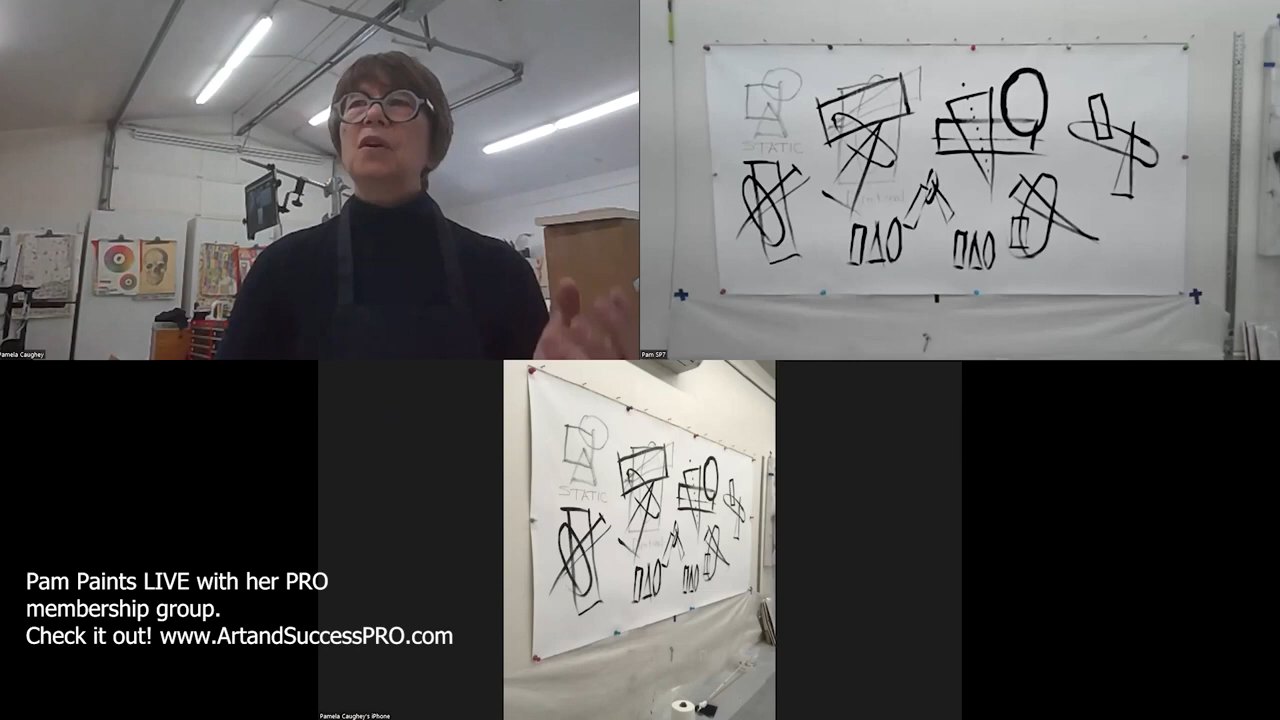 Pamela Caughey
Pam SP7
STATIC
Pam Paints LIVE with her PRO
membership group.
Check it out! www.ArtandSuccessPRO.com
STATIC
Pamela Caughey's iPhone